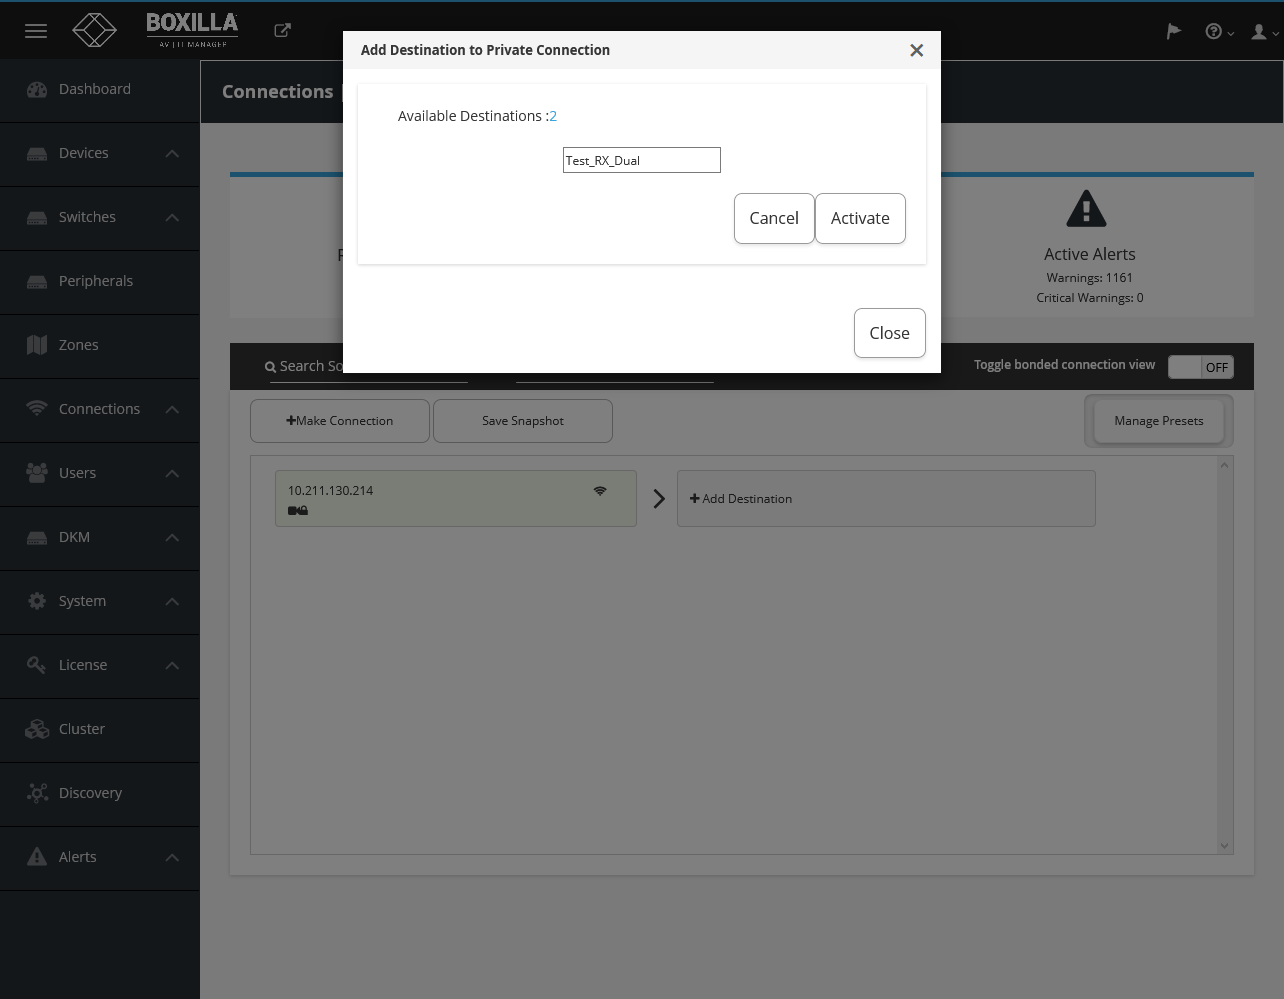 BOXILLA
AV | IT MANAGER
Add Destination to Private Connection
Available Destinations :2
Test_RX_Dual
Cancel
Activate
Close
Dashboard
Devices
Switches
Peripherals
Zones
Connections
Users
DKM
System
License
Cluster
Discovery
Alerts
Connections
Active Alerts
Warnings: 1161
Critical Warnings: 0
Search So
Toggle bonded connection view
OFF
Make Connection
Save Snapshot
Manage Presets
10.211.130.214
Add Destination